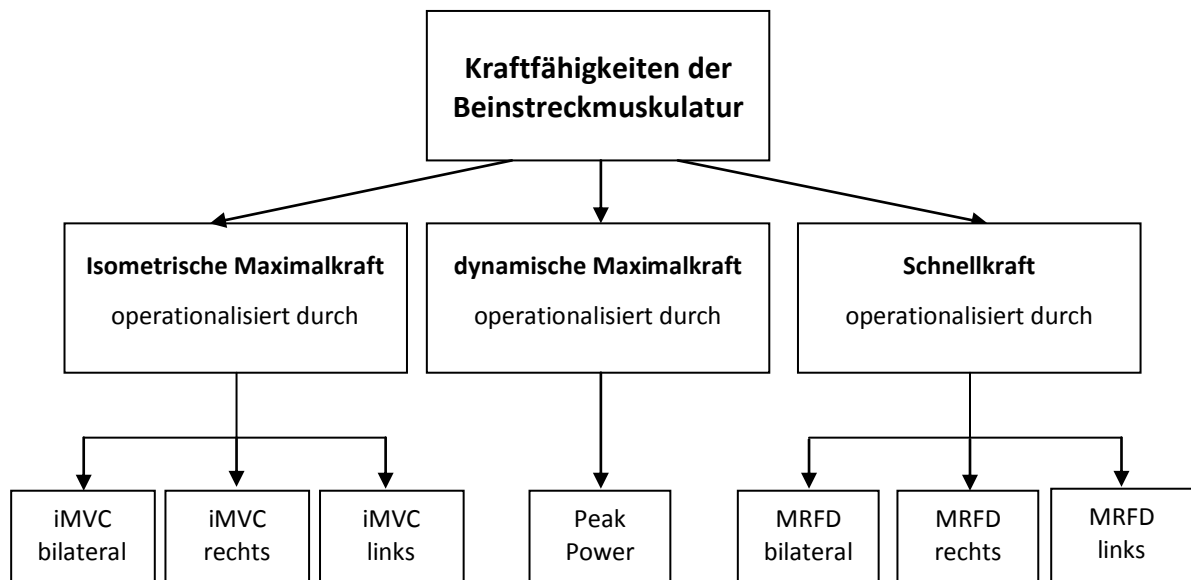 Kraftfähigkeiten der
Beinstreckmuskulatur
Isometrische Maximalkraft
operationalisiert durch
dynamische Maximalkraft
operationalisiert durch
Schnellkraft
operationalisiert durch
iMVC
bilateral
iMVC
rechts
iMVC
links
Peak
Power
MRFD
bilateral
MRFD
rechts
MRFD
links